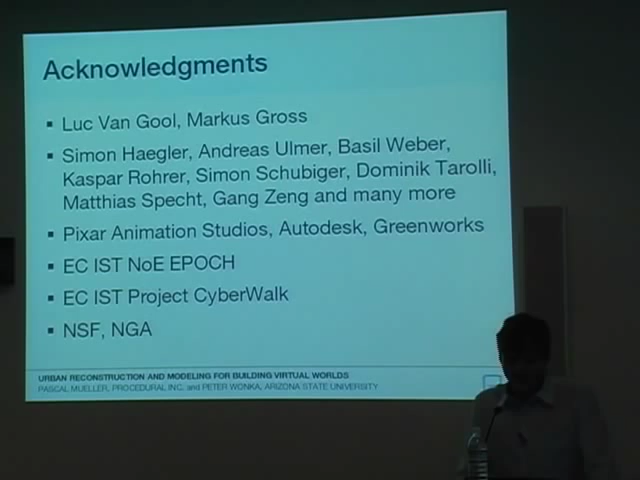 Acknowledgments
▪ Luc Van Gool, Markus Gross
▪ Simon Haegler, Andreas Ulmer, Basil Weber,
Kaspar Rohrer, Simon Schubiger, Dominik Tarolli,
Matthias Specht, Gang Zeng and many more
▪ Pixar Animation Studios, Autodesk, Greenworks
▪ EC IST NoE EPOCH
▪ EC IST Project CyberWalk
▪ NSF, NGA
URBAN RECONSTRUCTION AND MODELING FOR BUILDING VIRTUAL WORLDS
PASCAL MUELLER, PROCEDURAL INC. and PETER WONKA, ARIZONA STATE UNIVERSITY